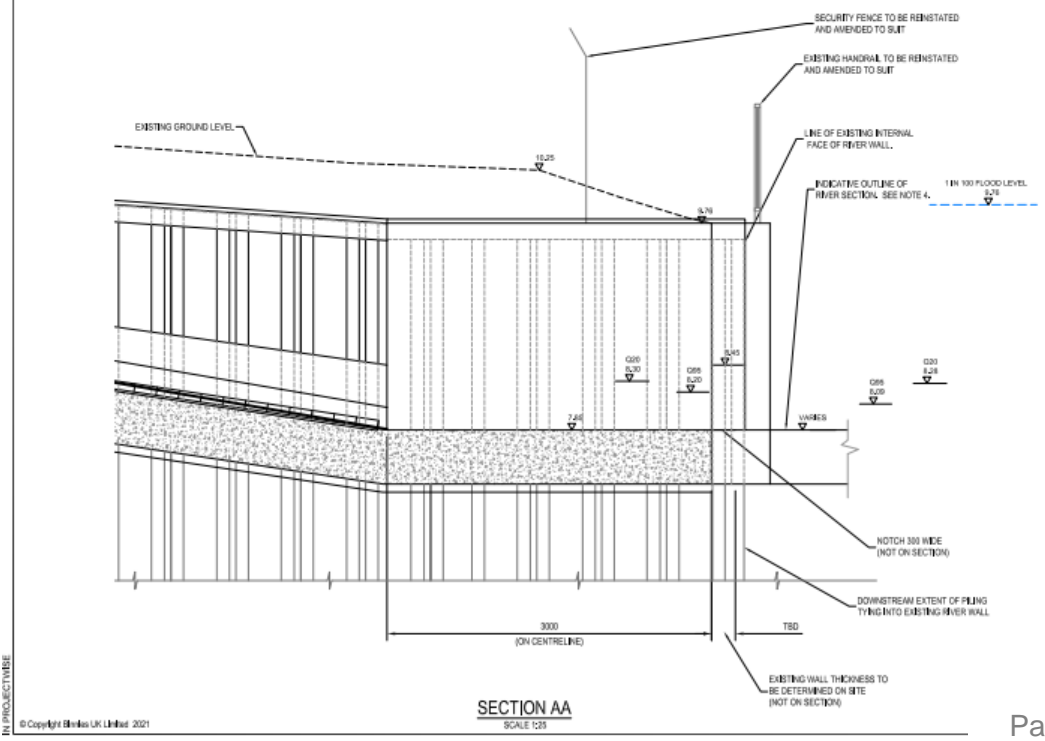 SECURITY FENCE TO BE REINSTATED
AND AMENDED TO SUIT
EXISTING HANDRAIL TO BE REINSTATED
AND AMENDED TO SUIT
EXISTING GROUND LEVEL
10.25
LINE OF EXISTING INTERNAL
FACE OF RIVER WALL.
INDICATIVE OUTLINE OF
RIVER SECTION. SEE NOTE 4.
1 IN 100 FLOOD LEVEL
9.76
9.76
Q20
8.30
Q95
8.20
8.45
Q20
8.28
Q95
8.09
VARIES
NOTCH 300 WIDE
(NOT ON SECTION)
DOWNSTREAM EXTENT OF PILING
TYING INTO EXISTING RIVER WALL
3000
(ON CENTRELINE)
TBD
EXISTING WALL THICKNESS TO
BE DETERMINED ON SITE
(NOT ON SECTION)
SECTION AA
SCALE 1:25
IN PROJECTWISE
© Copyright Binnies UK Limited 2021
Pa